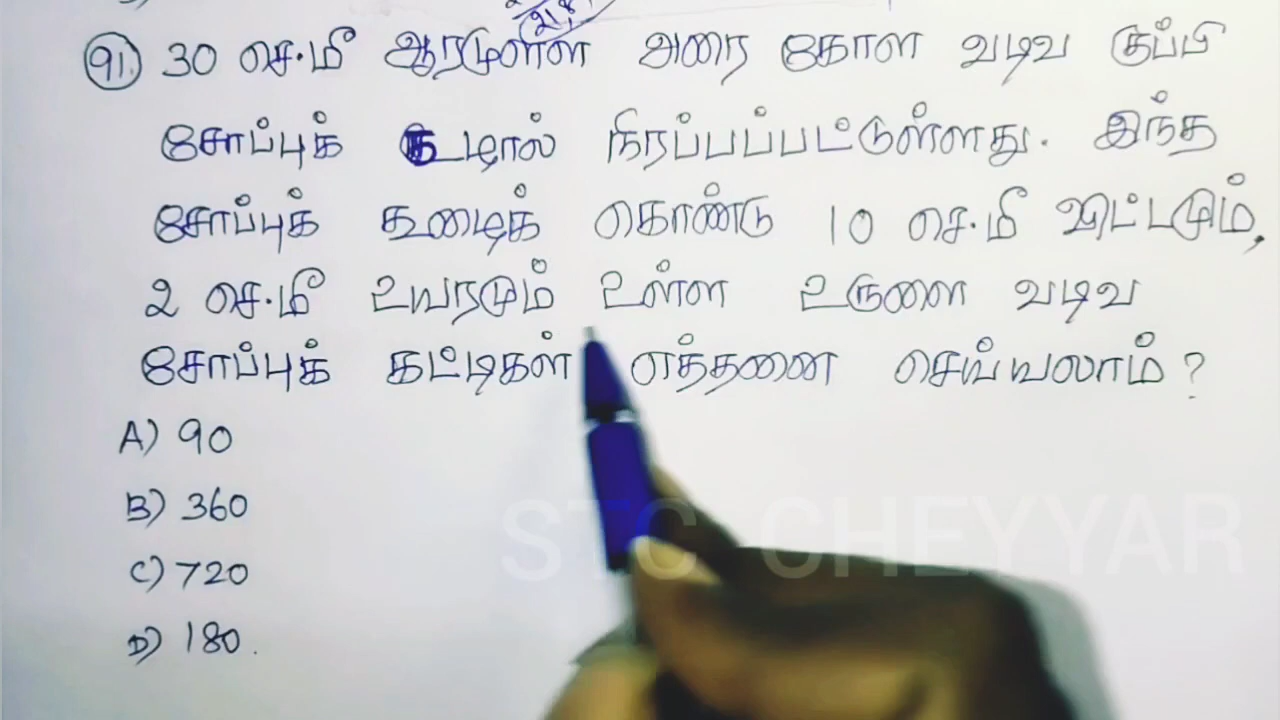 91. 30 செ.மீ ஆரமுள்ள அரை கோள வடிவ குப்பி
சோப்புக் கூழால் நிரப்பப்பட்டுள்ளது. இந்த
சோப்புக் கூழைக் கொண்டு 10 செ.மீ விட்டமும்,
2 செ.மீ உயரமும் உள்ள உருளை வடிவ
சோப்புக் கட்டிகள் எத்தனை செய்யலாம்?
A) 90
B) 360
C) 720
D) 180.
STC CHEYYAR